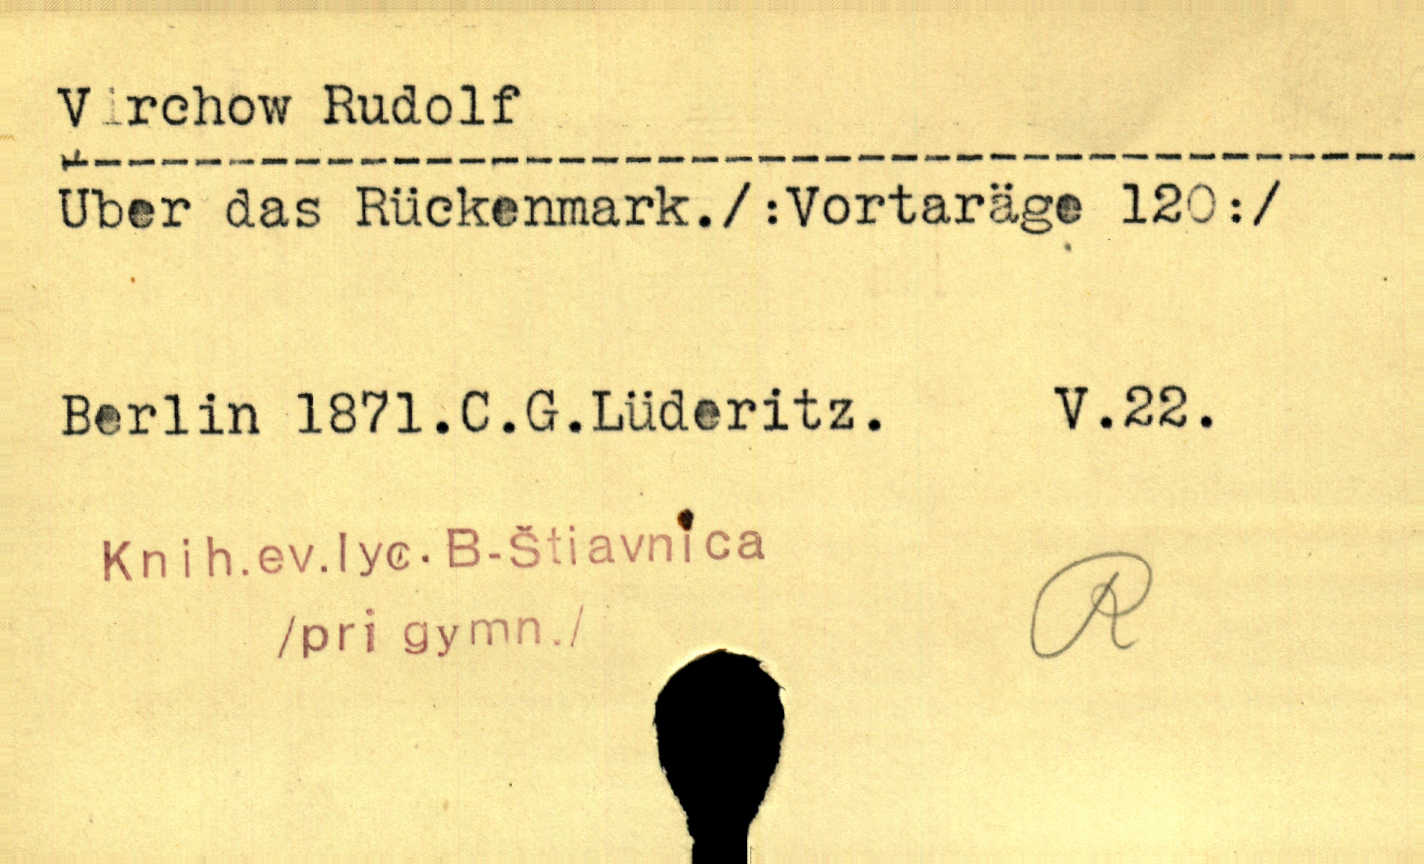 Virchow Rudolf
Uber das Rückenmark./:Vortaräge 120:/
Berlin 1871.C.G.Lüderitz. V.22.
Knih.ev.lyc. B-Štiavnica
/pri gymn./
R